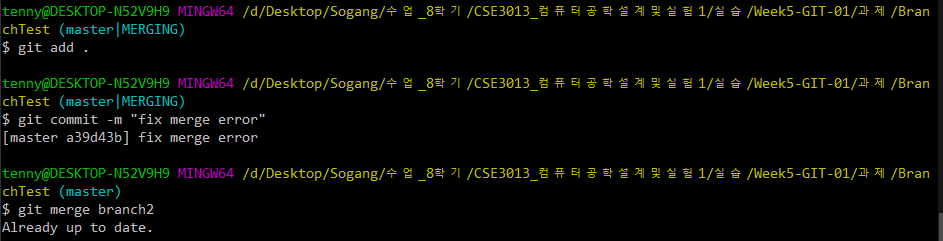 tenny@DESKTOP-N52V9H9 MINGW64 /d/Desktop/Sogang/수업_8학기/CSE3013_컴퓨터공학설계및실험1/실습/Week5-GIT-01/과제/Bran
chTest (master|MERGING)
$ git add .
tenny@DESKTOP-N52V9H9 MINGW64 /d/Desktop/Sogang/수업_8학기/CSE3013_컴퓨터공학설계및실험1/실습/Week5-GIT-01/과제/Bran
chTest (master|MERGING)
$ git commit -m "fix merge error"
[master a39d43b] fix merge error
tenny@DESKTOP-N52V9H9 MINGW64 /d/Desktop/Sogang/수업_8학기/CSE3013_컴퓨터공학설계및실험1/실습/Week5-GIT-01/과제/Bran
chTest (master)
$ git merge branch2
Already up to date.